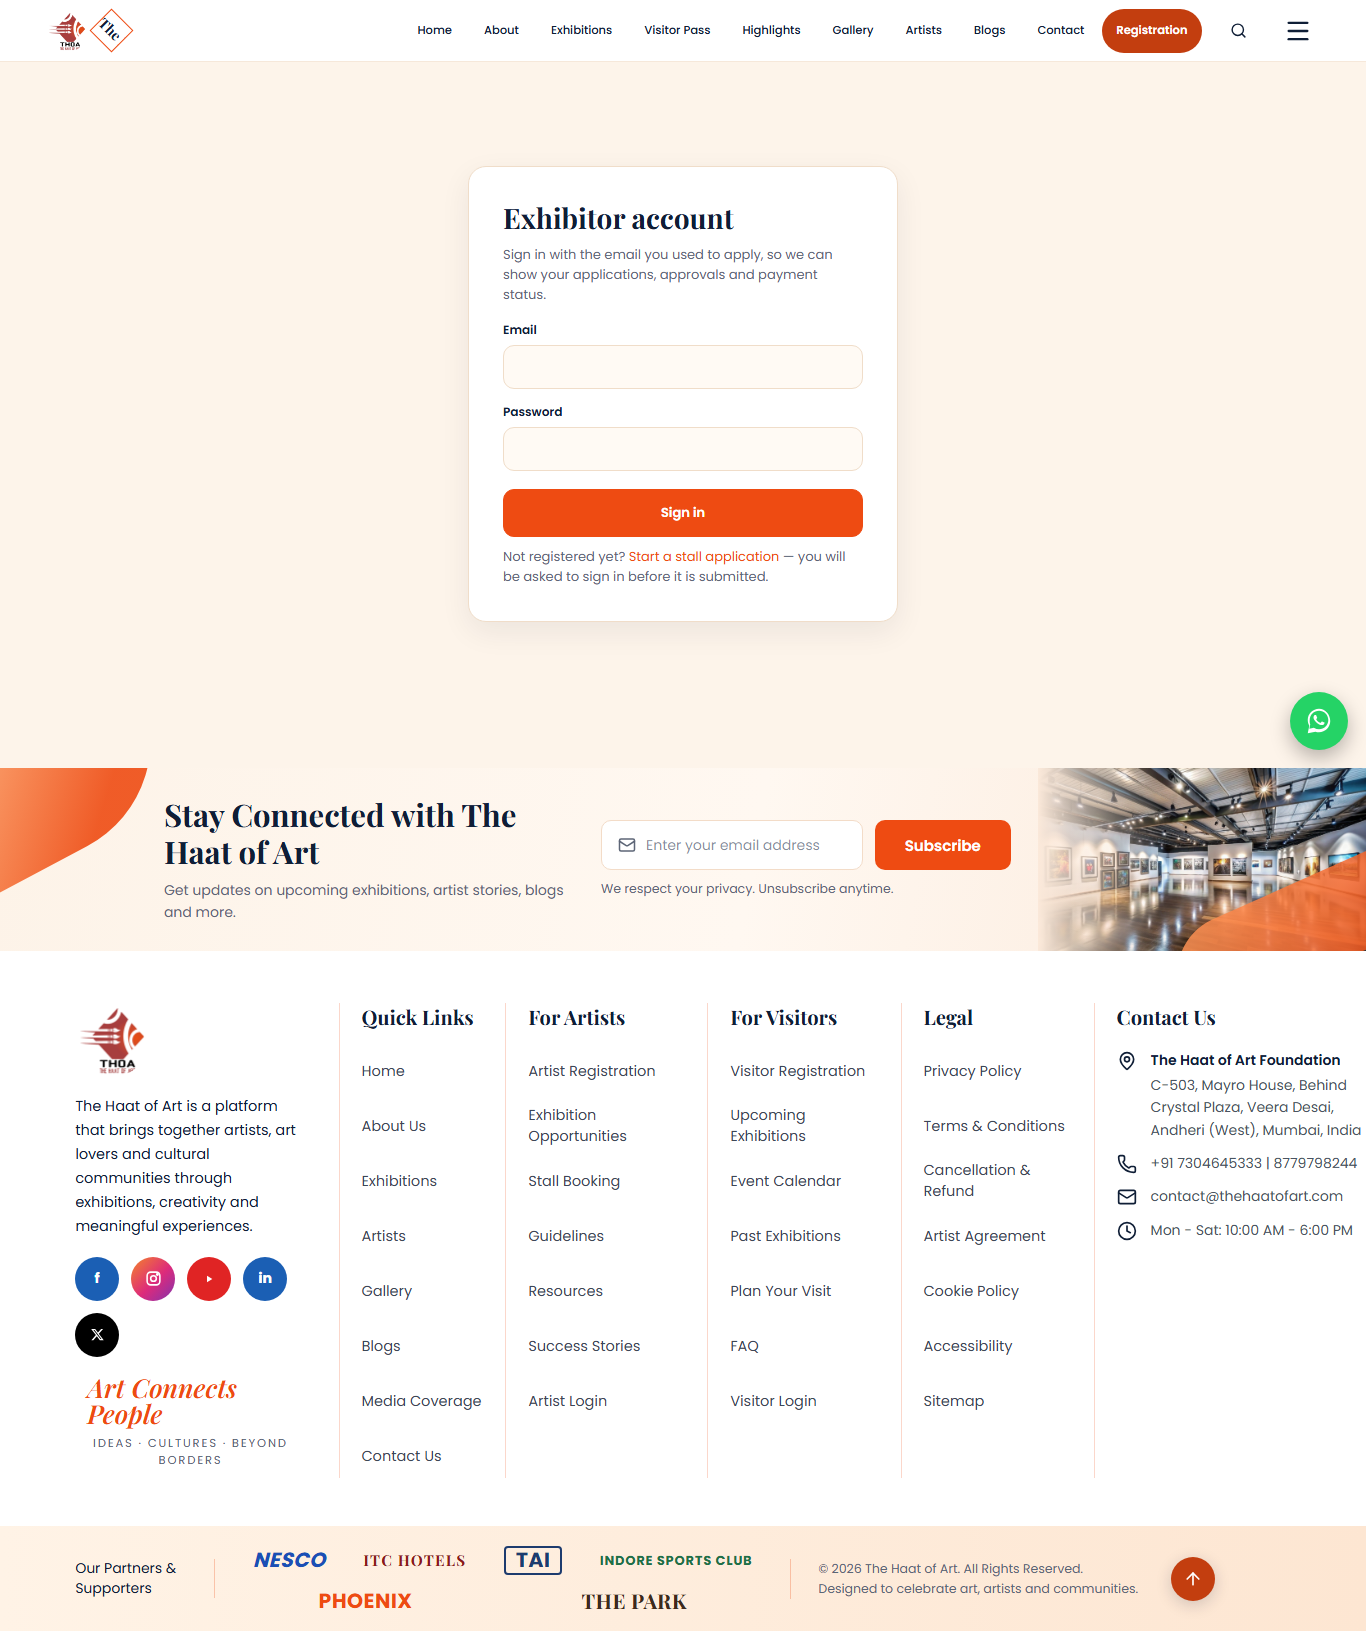 THOA
THE HAAT OF ART
The
Home
About
Exhibitions
Visitor Pass
Highlights
Gallery
Artists
Blogs
Contact
Registration
Exhibitor account
Sign in with the email you used to apply, so we can
show your applications, approvals and payment
status.
Email
Password
Sign in
Not registered yet? Start a stall application — you will
be asked to sign in before it is submitted.
Stay Connected with The
Haat of Art
Get updates on upcoming exhibitions, artist stories, blogs
and more.
Enter your email address
Subscribe
We respect your privacy. Unsubscribe anytime.
THOA
THE HAAT OF ART
The Haat of Art is a platform
that brings together artists, art
lovers and cultural
communities through
exhibitions, creativity and
meaningful experiences.
f
in
X
Art Connects
People
IDEAS · CULTURES · BEYOND
BORDERS
Quick Links
Home
About Us
Exhibitions
Artists
Gallery
Blogs
Media Coverage
Contact Us
For Artists
Artist Registration
Exhibition
Opportunities
Stall Booking
Guidelines
Resources
Success Stories
Artist Login
For Visitors
Visitor Registration
Upcoming
Exhibitions
Event Calendar
Past Exhibitions
Plan Your Visit
FAQ
Visitor Login
Legal
Privacy Policy
Terms & Conditions
Cancellation &
Refund
Artist Agreement
Cookie Policy
Accessibility
Sitemap
Contact Us
The Haat of Art Foundation
C-503, Mayro House, Behind
Crystal Plaza, Veera Desai,
Andheri (West), Mumbai, India
+91 7304645333 | 8779798244
contact@thehaatofart.com
Mon - Sat: 10:00 AM - 6:00 PM
Our Partners &
Supporters
NESCO
ITC HOTELS
TAI
INDORE SPORTS CLUB
PHOENIX
THE PARK
© 2026 The Haat of Art. All Rights Reserved.
Designed to celebrate art, artists and communities.